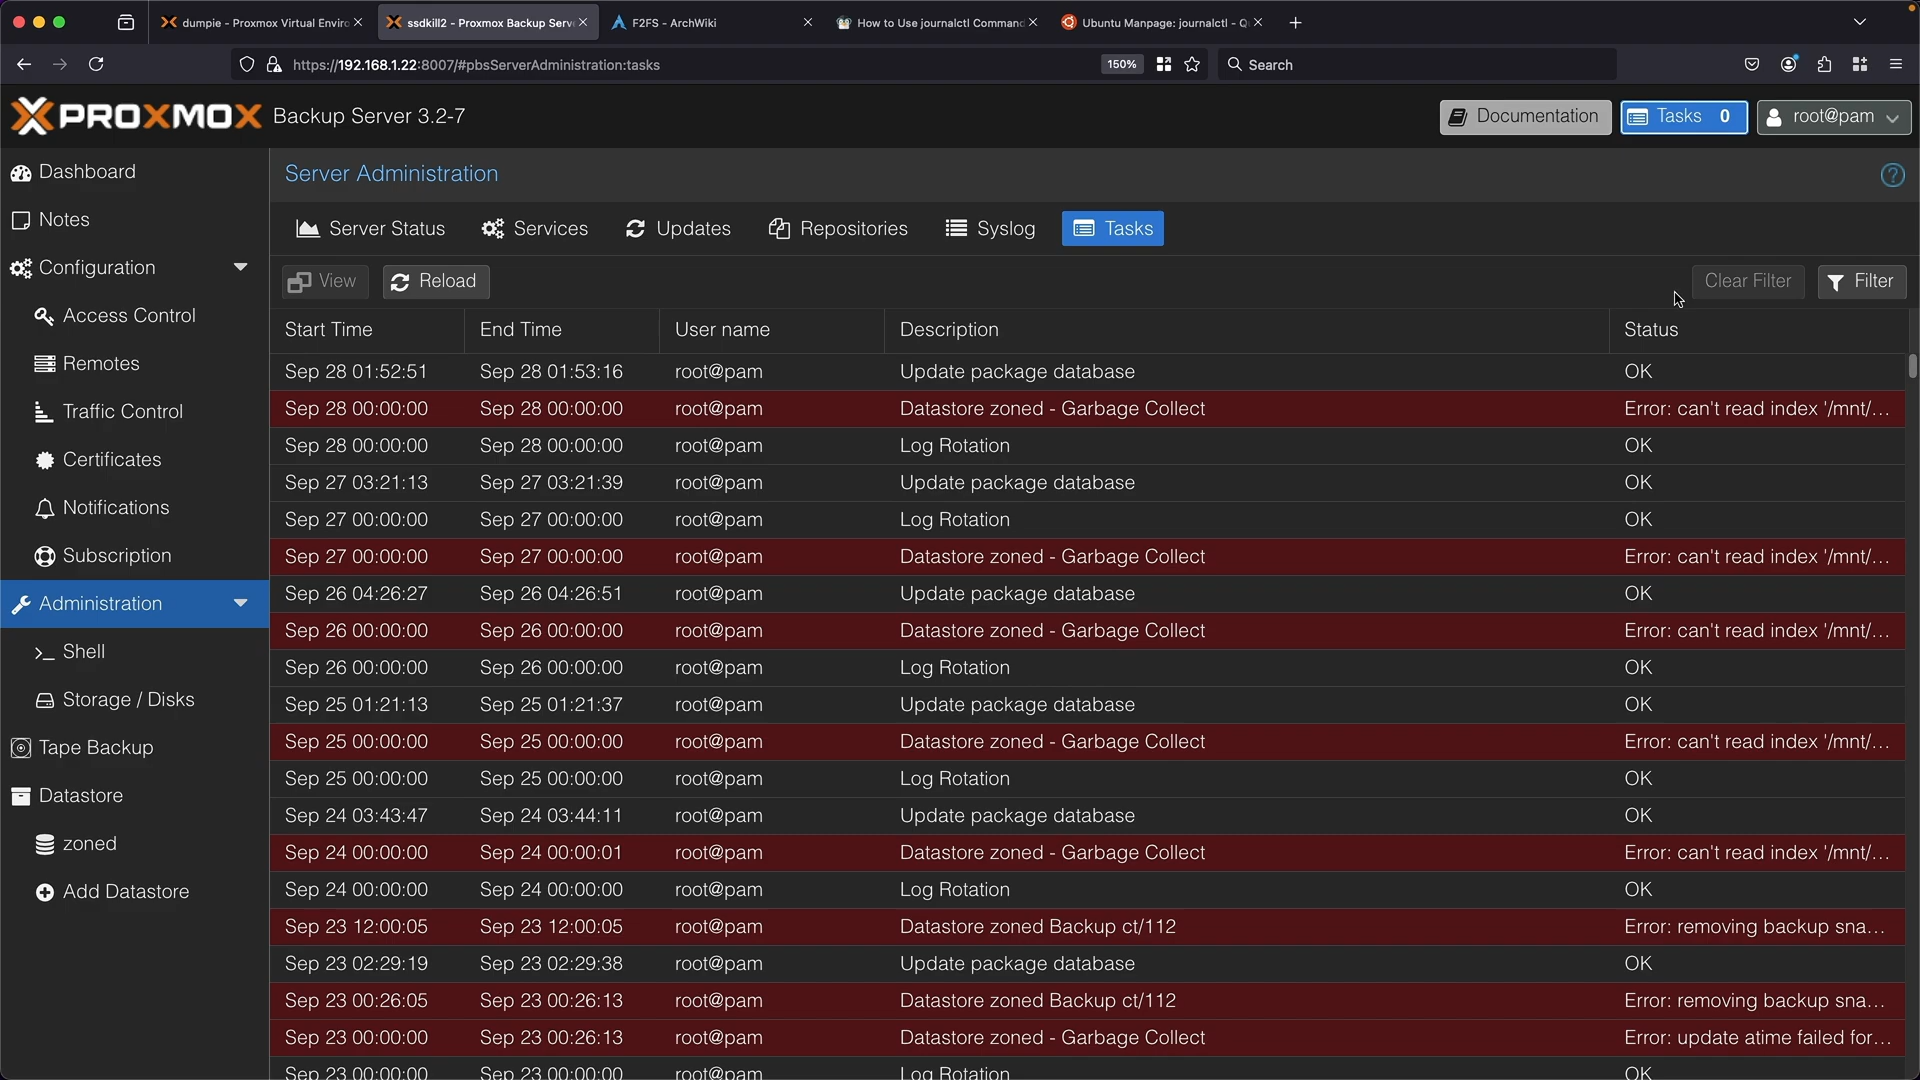 dumpie - Proxmox Virtual Enviro
ssdkill2 - Proxmox Backup Serv
F2FS - ArchWiki
How to Use journalctl Comman
Ubuntu Manpage: journalctl - Q
https://192.168.1.22:8007/#pbsServerAdministration:tasks
150%
Search
PROXMOX Backup Server 3.2-7
Documentation
Tasks 0
root@pam
Dashboard
Notes
Configuration
Access Control
Remotes
Traffic Control
Certificates
Notifications
Subscription
Administration
Shell
Storage / Disks
Tape Backup
Datastore
zoned
Add Datastore
Server Administration
Server Status Services Updates Repositories Syslog Tasks
View Reload Clear Filter Filter
Start Time End Time User name Description Status
Sep 28 01:52:51 Sep 28 01:53:16 root@pam Update package database OK
Sep 28 00:00:00 Sep 28 00:00:00 root@pam Datastore zoned - Garbage Collect Error: can't read index '/mnt/...
Sep 28 00:00:00 Sep 28 00:00:00 root@pam Log Rotation OK
Sep 27 03:21:13 Sep 27 03:21:39 root@pam Update package database OK
Sep 27 00:00:00 Sep 27 00:00:00 root@pam Log Rotation OK
Sep 27 00:00:00 Sep 27 00:00:00 root@pam Datastore zoned - Garbage Collect Error: can't read index '/mnt/...
Sep 26 04:26:27 Sep 26 04:26:51 root@pam Update package database OK
Sep 26 00:00:00 Sep 26 00:00:00 root@pam Datastore zoned - Garbage Collect Error: can't read index '/mnt/...
Sep 26 00:00:00 Sep 26 00:00:00 root@pam Log Rotation OK
Sep 25 01:21:13 Sep 25 01:21:37 root@pam Update package database OK
Sep 25 00:00:00 Sep 25 00:00:00 root@pam Datastore zoned - Garbage Collect Error: can't read index '/mnt/...
Sep 25 00:00:00 Sep 25 00:00:00 root@pam Log Rotation OK
Sep 24 03:43:47 Sep 24 03:44:11 root@pam Update package database OK
Sep 24 00:00:00 Sep 24 00:00:01 root@pam Datastore zoned - Garbage Collect Error: can't read index '/mnt/...
Sep 24 00:00:00 Sep 24 00:00:00 root@pam Log Rotation OK
Sep 23 12:00:05 Sep 23 12:00:05 root@pam Datastore zoned Backup ct/112 Error: removing backup sna...
Sep 23 02:29:19 Sep 23 02:29:38 root@pam Update package database OK
Sep 23 00:26:05 Sep 23 00:26:13 root@pam Datastore zoned Backup ct/112 Error: removing backup sna...
Sep 23 00:00:00 Sep 23 00:26:13 root@pam Datastore zoned - Garbage Collect Error: update atime failed for...
Sep 23 00:00:00 Sep 23 00:00:00 root@pam Log Rotation OK